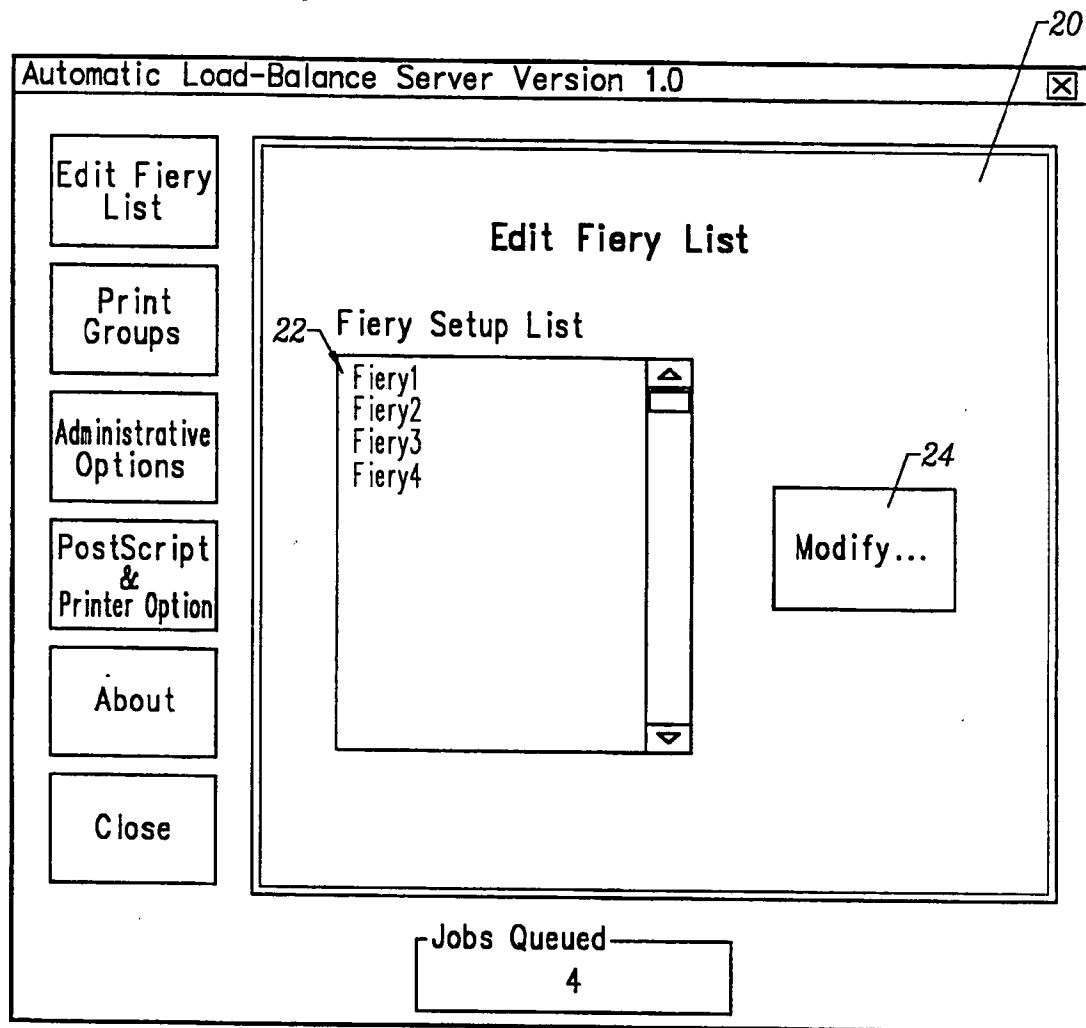 20
Automatic Load-Balance Server Version 1.0
Edit Fiery
List
Print
Groups
Administrative
Options
PostScript
&
Printer Option
About
Close
Edit Fiery List
22
Fiery Setup List
Fiery1
Fiery2
Fiery3
Fiery4
24
Modify...
Jobs Queued
4